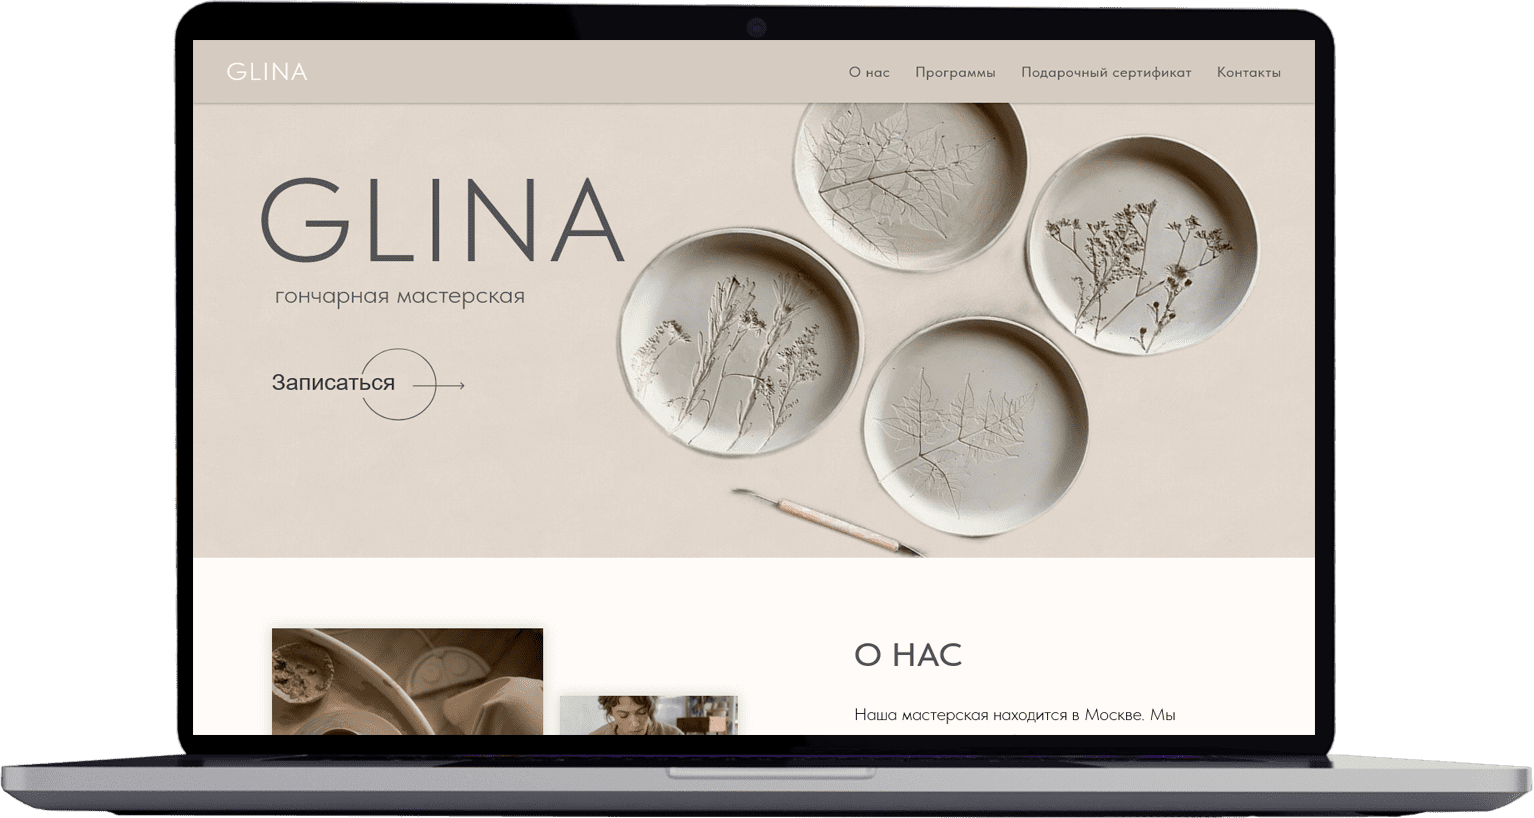 GLINA
О нас Программы Подарочный сертификат Контакты
GLINA
гончарная мастерская
Записаться
О НАС
Наша мастерская находится в Москве. Мы